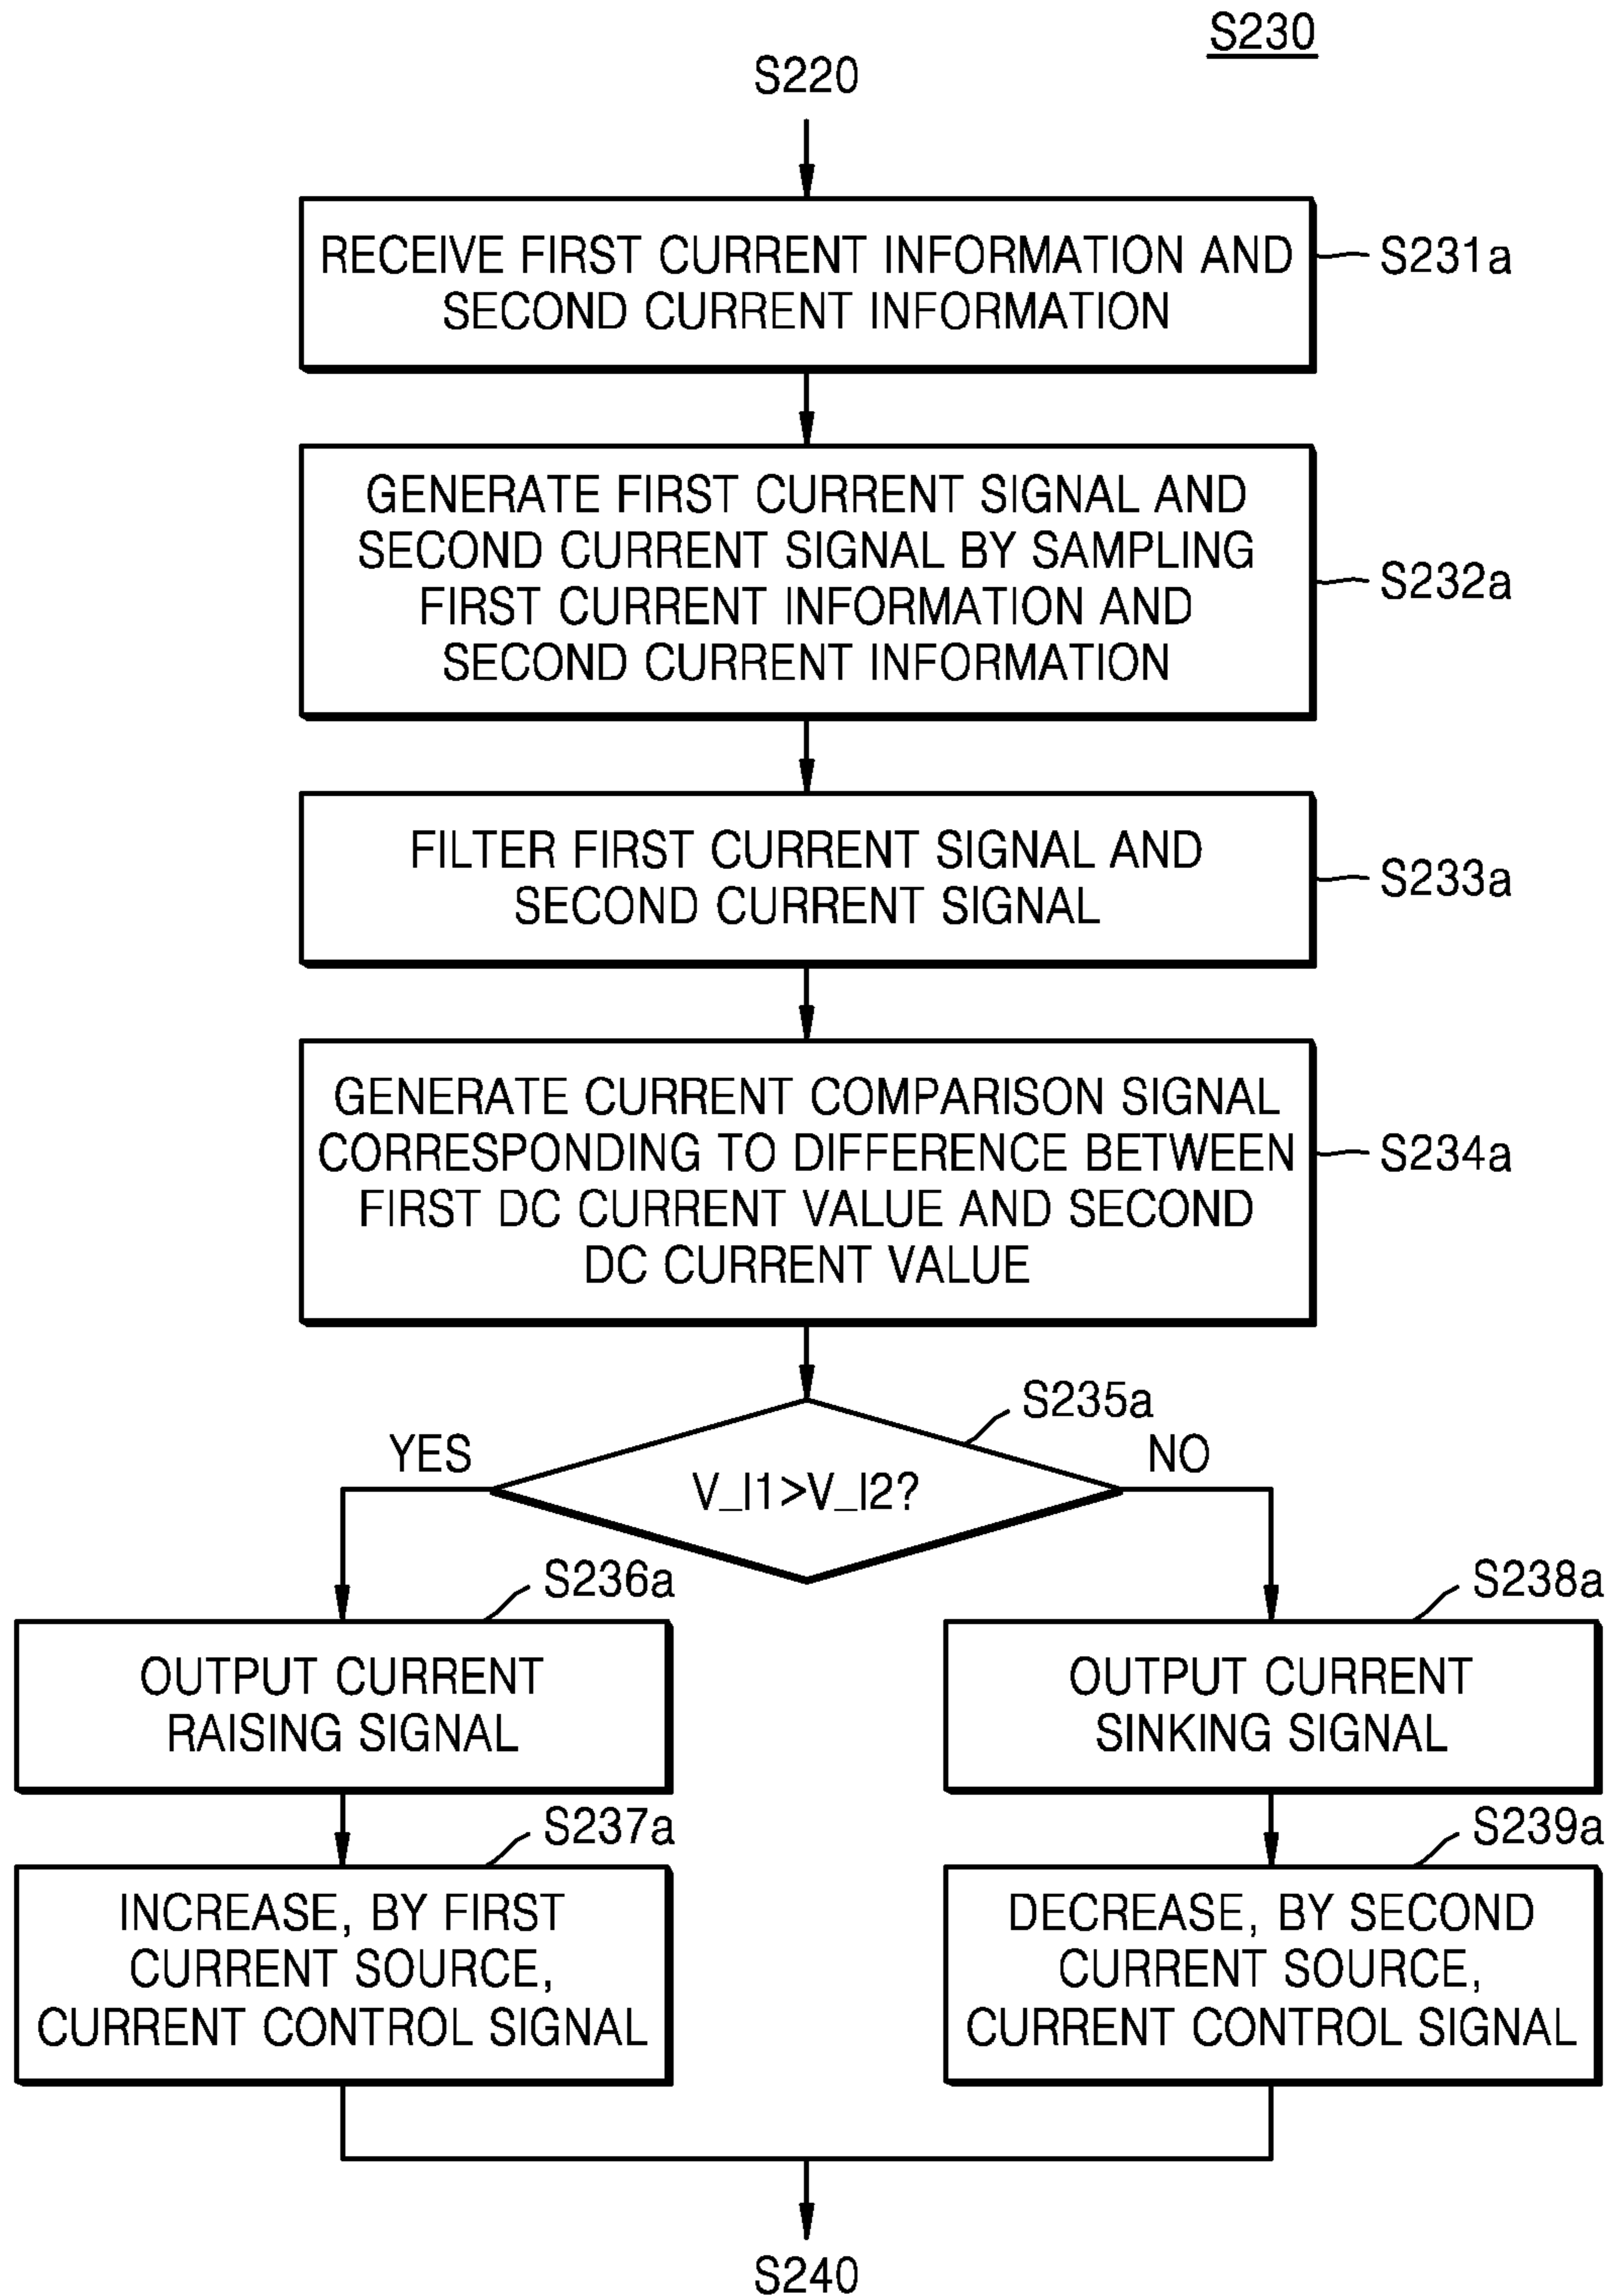 S230
S220
RECEIVE FIRST CURRENT INFORMATION AND
SECOND CURRENT INFORMATION
S231a
GENERATE FIRST CURRENT SIGNAL AND
SECOND CURRENT SIGNAL BY SAMPLING
FIRST CURRENT INFORMATION AND
SECOND CURRENT INFORMATION
S232a
FILTER FIRST CURRENT SIGNAL AND
SECOND CURRENT SIGNAL
S233a
GENERATE CURRENT COMPARISON SIGNAL
CORRESPONDING TO DIFFERENCE BETWEEN
FIRST DC CURRENT VALUE AND SECOND
DC CURRENT VALUE
S234a
S235a
YES
NO
V_I1>V_I2?
S236a
OUTPUT CURRENT
RAISING SIGNAL
S238a
OUTPUT CURRENT
SINKING SIGNAL
S237a
INCREASE, BY FIRST
CURRENT SOURCE,
CURRENT CONTROL SIGNAL
S239a
DECREASE, BY SECOND
CURRENT SOURCE,
CURRENT CONTROL SIGNAL
S240